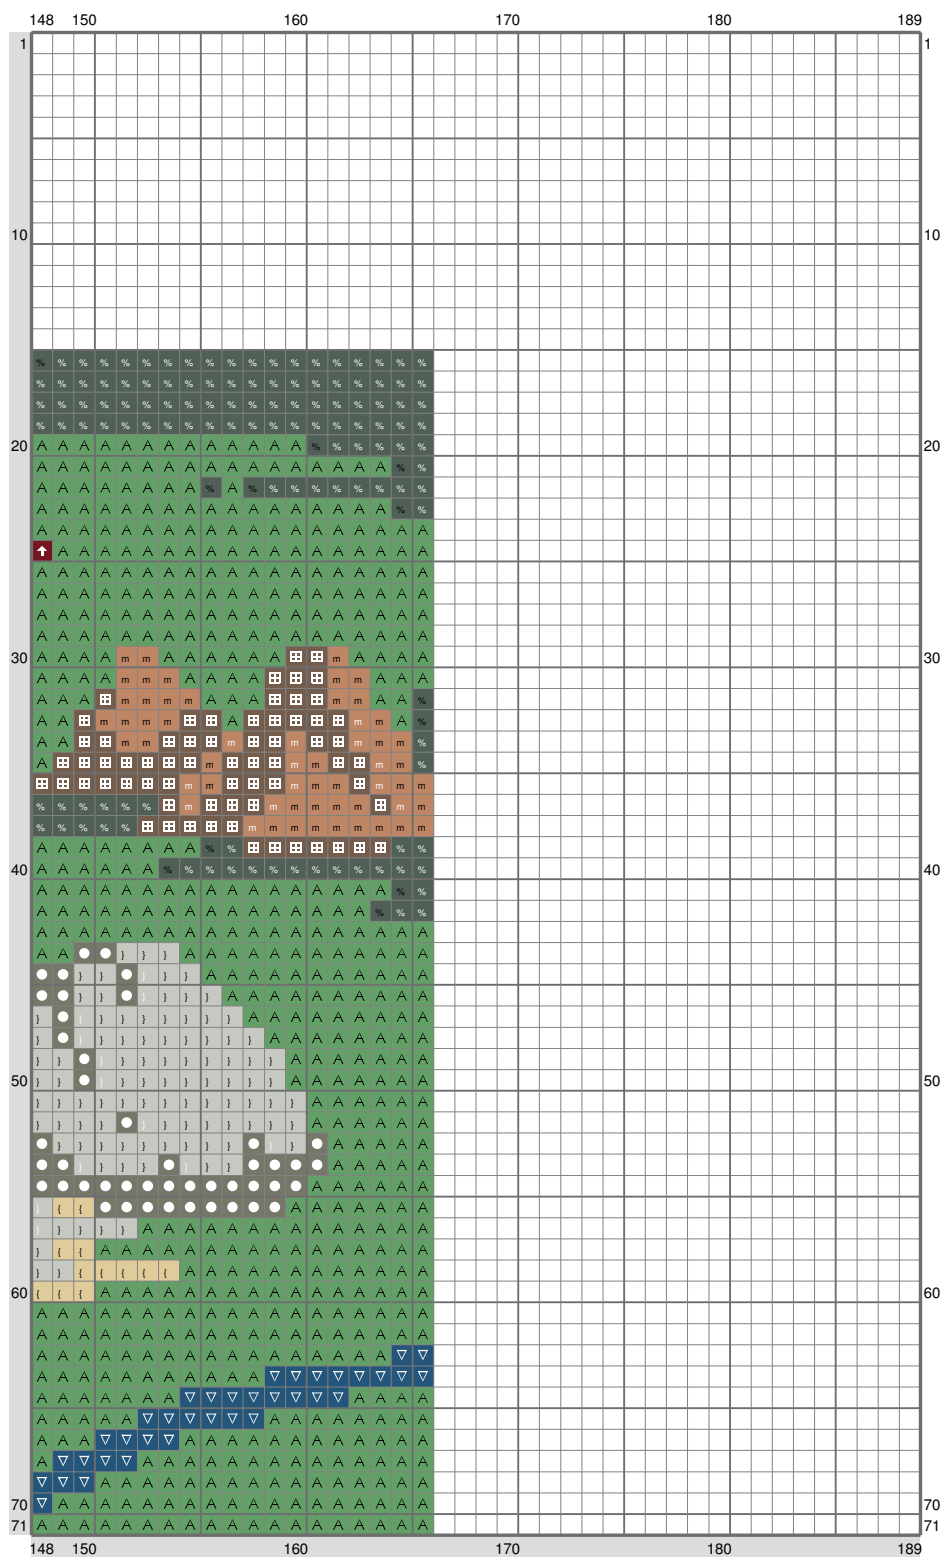 148 150 160 170 180 189
1 1
10 10
% % % % % % % % % % % % % % % % % % %
% % % % % % % % % % % % % % % % % % %
% % % % % % % % % % % % % % % % % % %
% % % % % % % % % % % % % % % % % % %
20 A A A A A A A A A A A A A % % % % % % 20
A A A A A A A A A A A A A A A A A % %
A A A A A A A A % A % % % % % % % % %
A A A A A A A A A A A A A A A A A % %
A A A A A A A A A A A A A A A A A A A
A A A A A A A A A A A A A A A A A A
A A A A A A A A A A A A A A A A A A A
A A A A A A A A A A A A A A A A A A A
A A A A A A A A A A A A A A A A A A A
A A A A A A A A A A A A A A A A A A A
30 A A A A m m A A A A A A m A A A A 30
A A A A m m m A A A A m m A A A
A A A m m m m A A A m m A A %
A A m m m m A m m A %
A A m m m m m m m %
A m m m m m %
m m m m m m m m
% % % % % % m m m m m m m m
% % % % % m m m m m m m m m
A A A A A A A A % % % %
40 A A A A A A % % % % % % % % % % % % % 40
A A A A A A A A A A A A A A A A A % %
A A A A A A A A A A A A A A A A % % %
A A A A A A A A A A A A A A A A A A A
A A } } } A A A A A A A A A A A A
} } } } } A A A A A A A A A A A
} } } } } } A A A A A A A A A A
} } } } } } } } } A A A A A A A A A
} } } } } } } } } } A A A A A A A A
} } } } } } } } } } } A A A A A A A
50 } } } } } } } } } } } A A A A A A A 50
} } } } } } } } } } } } } A A A A A A
} } } } } } } } } } } } A A A A A A
} } } } } } } } } } } A A A A A
} } } } } } } A A A A A
A A A A A A
} { { A A A A A A A
} } } } } A A A A A A A A A A A A A A
} { { A A A A A A A A A A A A A A A A
} } { { { { { A A A A A A A A A A A A
60 { { { A A A A A A A A A A A A A A A A 60
A A A A A A A A A A A A A A A A A A A
A A A A A A A A A A A A A A A A A A A
A A A A A A A A A A A A A A A A A
A A A A A A A A A A A
A A A A A A A A A A A
A A A A A A A A A A A A A
A A A A A A A A A A A A A A A
A A A A A A A A A A A A A A A
A A A A A A A A A A A A A A A A
70 A A A A A A A A A A A A A A A A A A 70
71 A A A A A A A A A A A A A A A A A A A 71
148 150 160 170 180 189